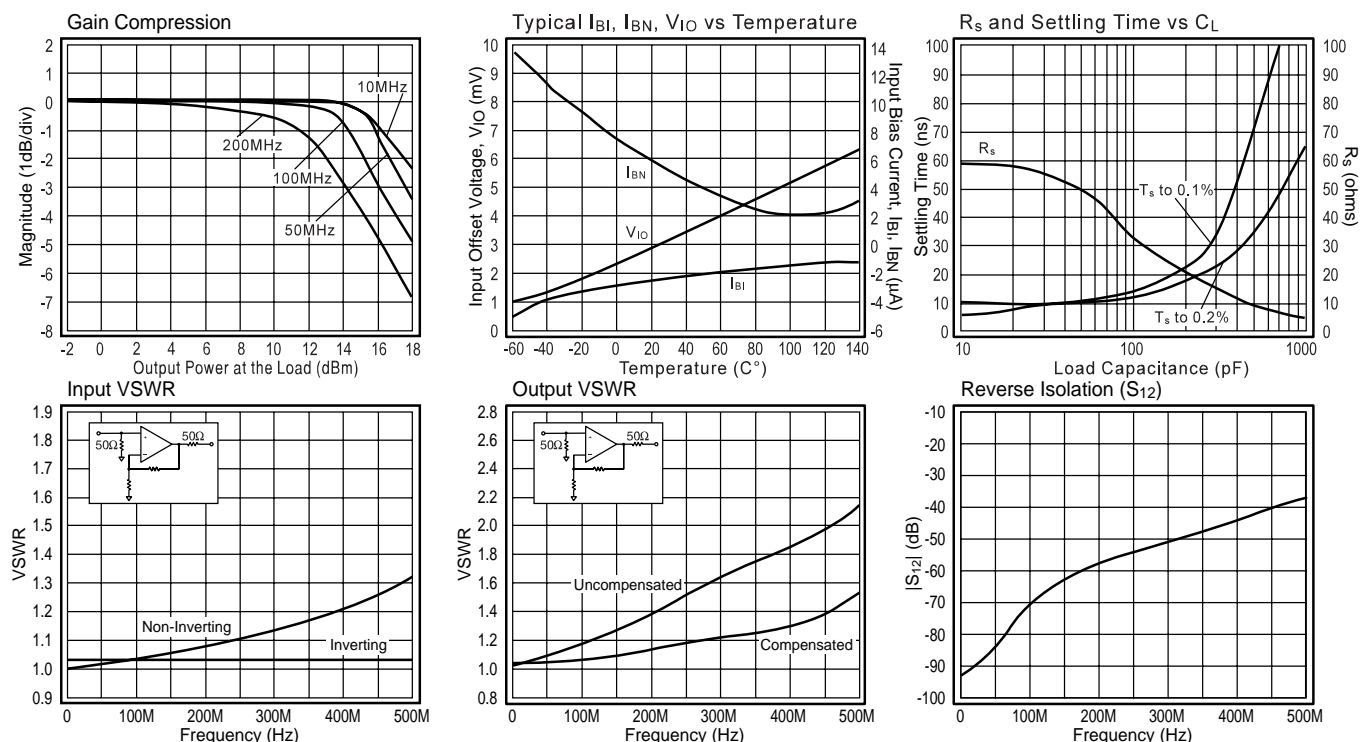 Gain Compression
2
1
0
-1
-2
-3
-4
-5
-6
-7
-8
Magnitude (1dB/div)
10MHz
200MHz
100MHz
50MHz
-2 0 2 4 6 8 10 12 14 16 18
Output Power at the Load (dBm)
Typical IBI, IBN, VIO vs Temperature
10
9
8
7
6
5
4
3
2
1
0
Input Offset Voltage, VIO (mV)
IBN
VIO
IBI
14
12
10
8
6
4
2
0
-2
-4
-6
Input Bias Current, IBI, IBN (µA)
-60 -40 -20 0 20 40 60 80 100 120 140
Temperature (C°)
Rs and Settling Time vs CL
100
90
80
70
60
50
40
30
20
10
0
Settling Time (ns)
Rs
Ts to 0.1%
Ts to 0.2%
100
90
80
70
60
50
40
30
20
10
0
Rs (ohms)
10 100 1000
Load Capacitance (pF)
Input VSWR
1.9
1.8
1.7
1.6
1.5
1.4
1.3
1.2
1.1
1.0
0.9
VSWR
50Ω
50Ω
Non-Inverting
Inverting
0 100M 200M 300M 400M 500M
Frequency (Hz)
Output VSWR
2.8
2.6
2.4
2.2
2.0
1.8
1.6
1.4
1.2
1.0
0.8
VSWR
50Ω
50Ω
Uncompensated
Compensated
0 100M 200M 300M 400M 500M
Frequency (Hz)
Reverse Isolation (S12)
-10
-20
-30
-40
-50
-60
-70
-80
-90
-100
|S12| (dB)
0 100M 200M 300M 400M 500M
Frequency (Hz)